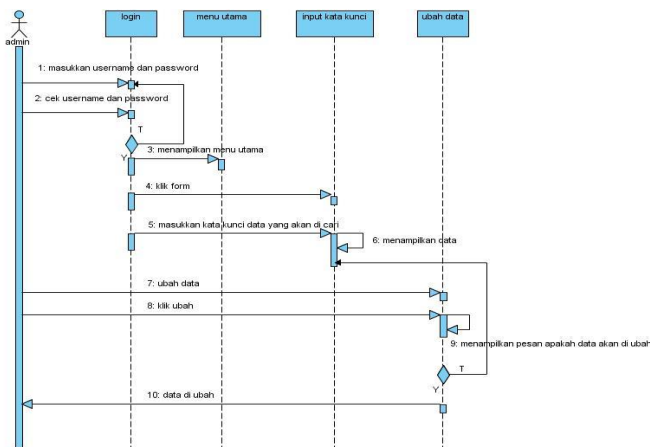 login
menu utama
input kata kunci
ubah data
admin
1: masukkan username dan password
2: cek username dan password
T
Y
3: menampilkan menu utama
4: klik form
5: masukkan kata kunci data yang akan di cari
6: menampilkan data
7: ubah data
8: klik ubah
9: menampilkan pesan apakah data akan di ubah
T
Y
10: data di ubah